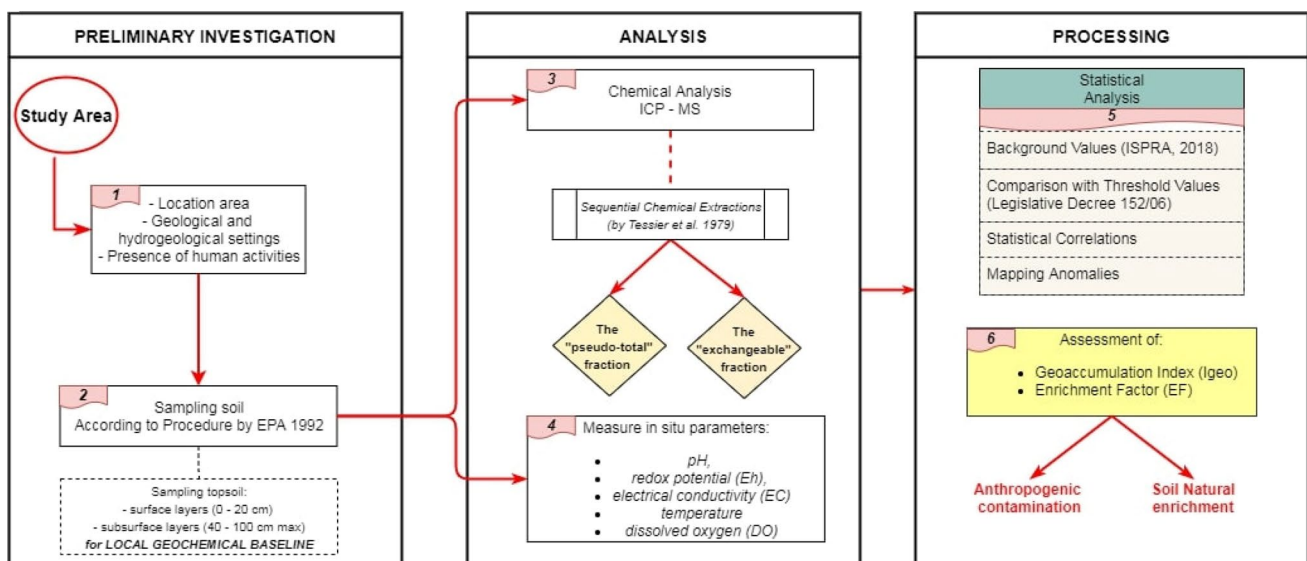 PRELIMINARY INVESTIGATION
Study Area
1
- Location area
- Geological and
hydrogeological settings
- Presence of human activities
2
Sampling soil
According to Procedure by EPA 1992
Sampling topsoil:
- surface layers (0 - 20 cm)
- subsurface layers (40 - 100 cm max)
for LOCAL GEOCHEMICAL BASELINE
ANALYSIS
3
Chemical Analysis
ICP - MS
Sequential Chemical Extractions
(by Tessier et al. 1979)
The
"pseudo-total"
fraction
The
"exchangeable"
fraction
4
Measure in situ parameters:
• pH,
• redox potential (Eh),
• electrical conductivity (EC)
• temperature
• dissolved oxygen (DO)
PROCESSING
Statistical
Analysis
5
Background Values (ISPRA, 2018)
Comparison with Threshold Values
(Legislative Decree 152/06)
Statistical Correlations
Mapping Anomalies
6
Assessment of:
• Geoaccumulation Index (Igeo)
• Enrichment Factor (EF)
Anthropogenic
contamination
Soil Natural
enrichment